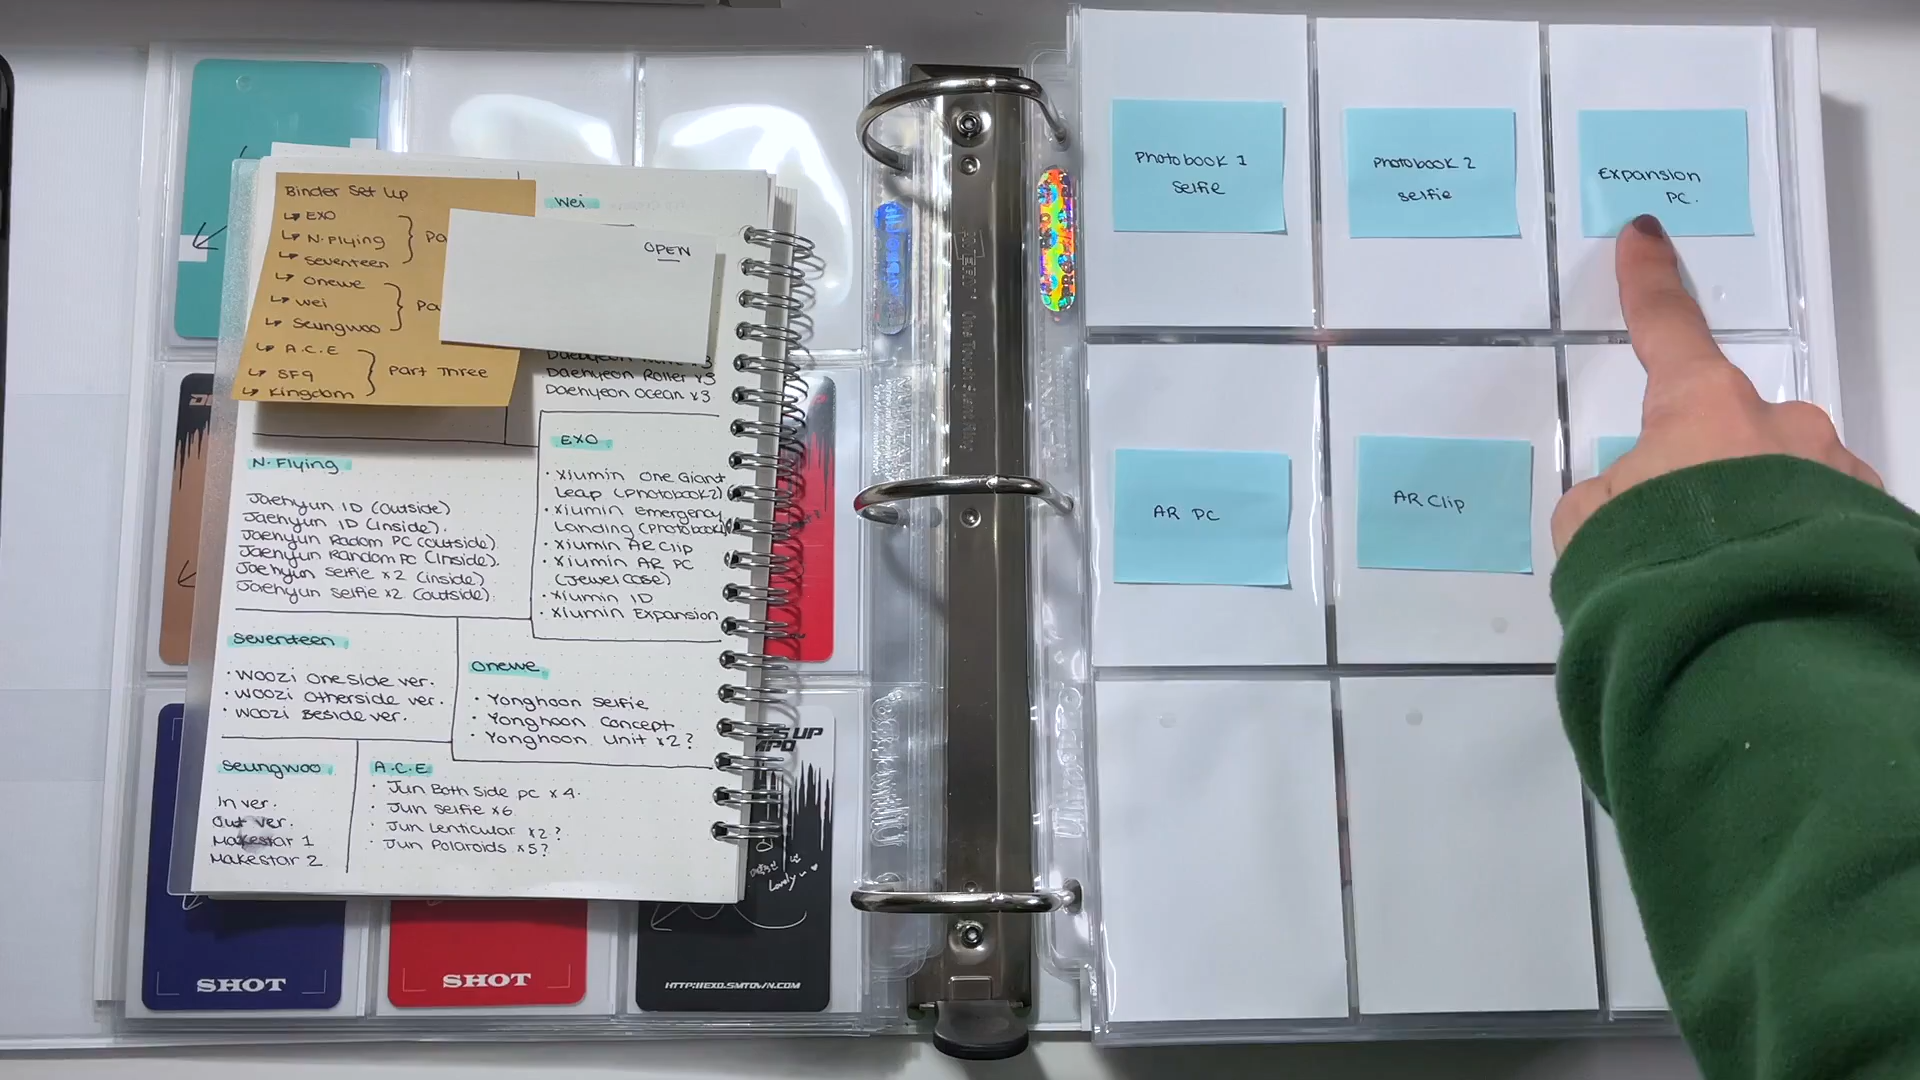 Binder Set Up
↳ EXO
↳ N.Flying
↳ Seventeen
↳ Onewe
↳ Wei
↳ Seungwoo
↳ A.C.E
↳ SF9
↳ Kingdom
Part Three
OPEN
Wei
Daehyeon Roller x3
Daehyeon Ocean x3
EXO
• Xiumin One Giant
Leap (Photobook2)
• Xiumin Emergency
Landing (Photobook1
• Xiumin AR Clip
• Xiumin AR PC
(Jewel Case)
• Xiumin ID
• Xiumin Expansion
N.Flying
Jaehyun ID (outside)
Jaehyun ID (inside).
Jaehyun Radom PC (outside).
Jaehyun Random PC (Inside).
Jaehyun Selfie x2 (inside)
Jaehyun Selfie x2 (outside).
Seventeen
• Woozi One Side ver.
• Woozi Otherside ver.
• Woozi Beside ver.
Onewe
• Yonghoon Selfie
• Yonghoon Concept
• Yonghoon Unit x2?
Seungwoo
In ver.
Out ver.
Makestar 1
Makestar 2
A.C.E
• Jun Both Side PC x 4.
• Jun Selfie x6
• Jun Lenticular x2?
• Jun Polaroids x5?
SHOT
SHOT
Lovely
HTTP://EXO.SMTOWN.COM
Photobook 1
Selfie
Photobook 2
Selfie
Expansion
PC.
AR PC
AR Clip